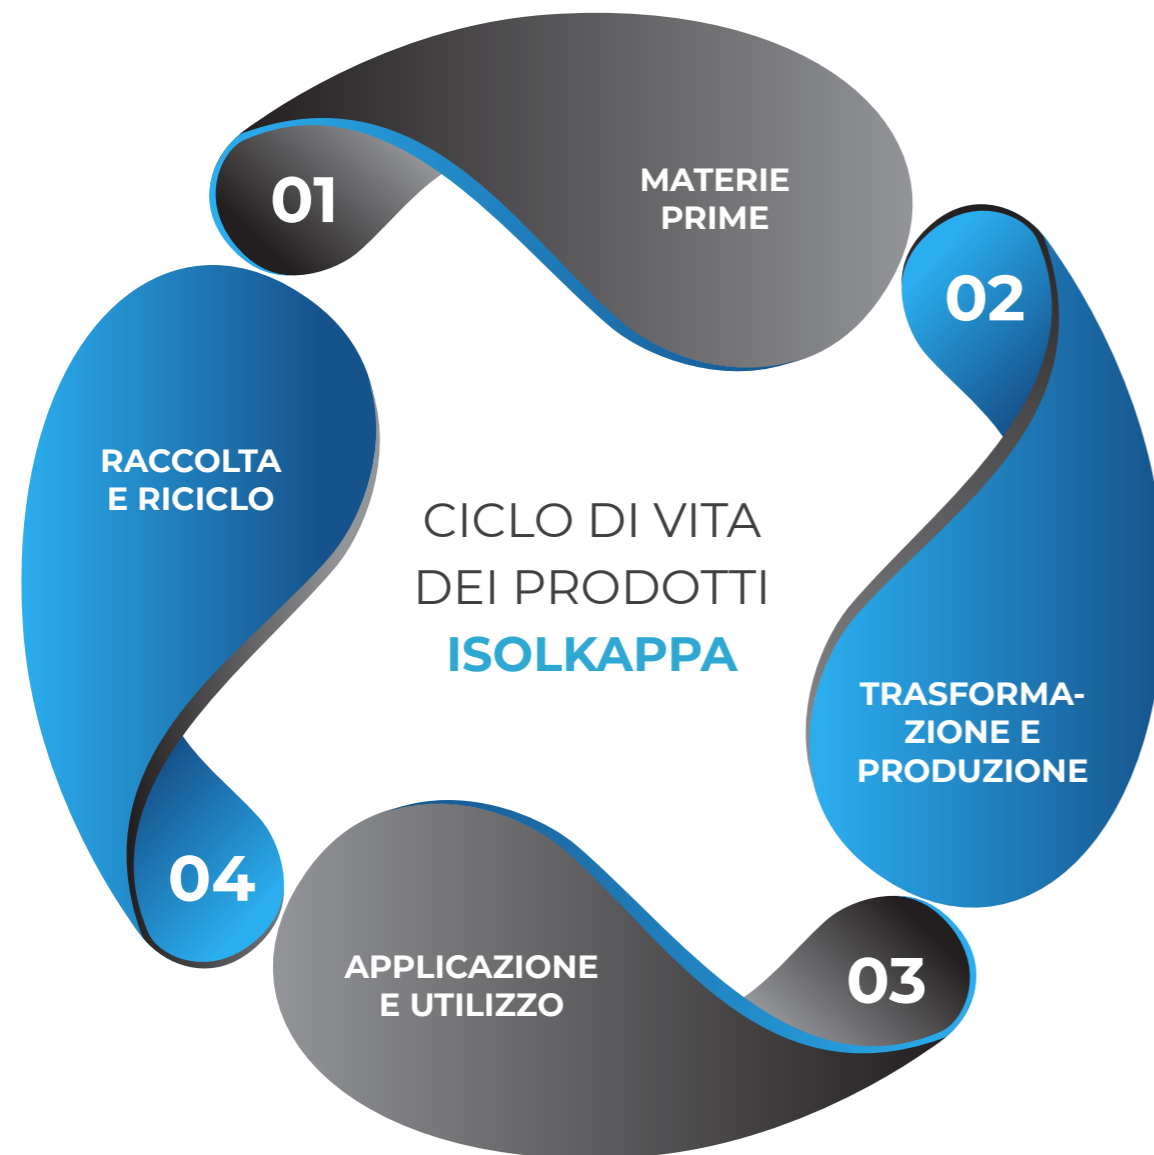 01
MATERIE
PRIME
02
TRASFORMA-
ZIONE E
PRODUZIONE
03
APPLICAZIONE
E UTILIZZO
04
RACCOLTA
E RICICLO
CICLO DI VITA
DEI PRODOTTI
ISOLKAPPA